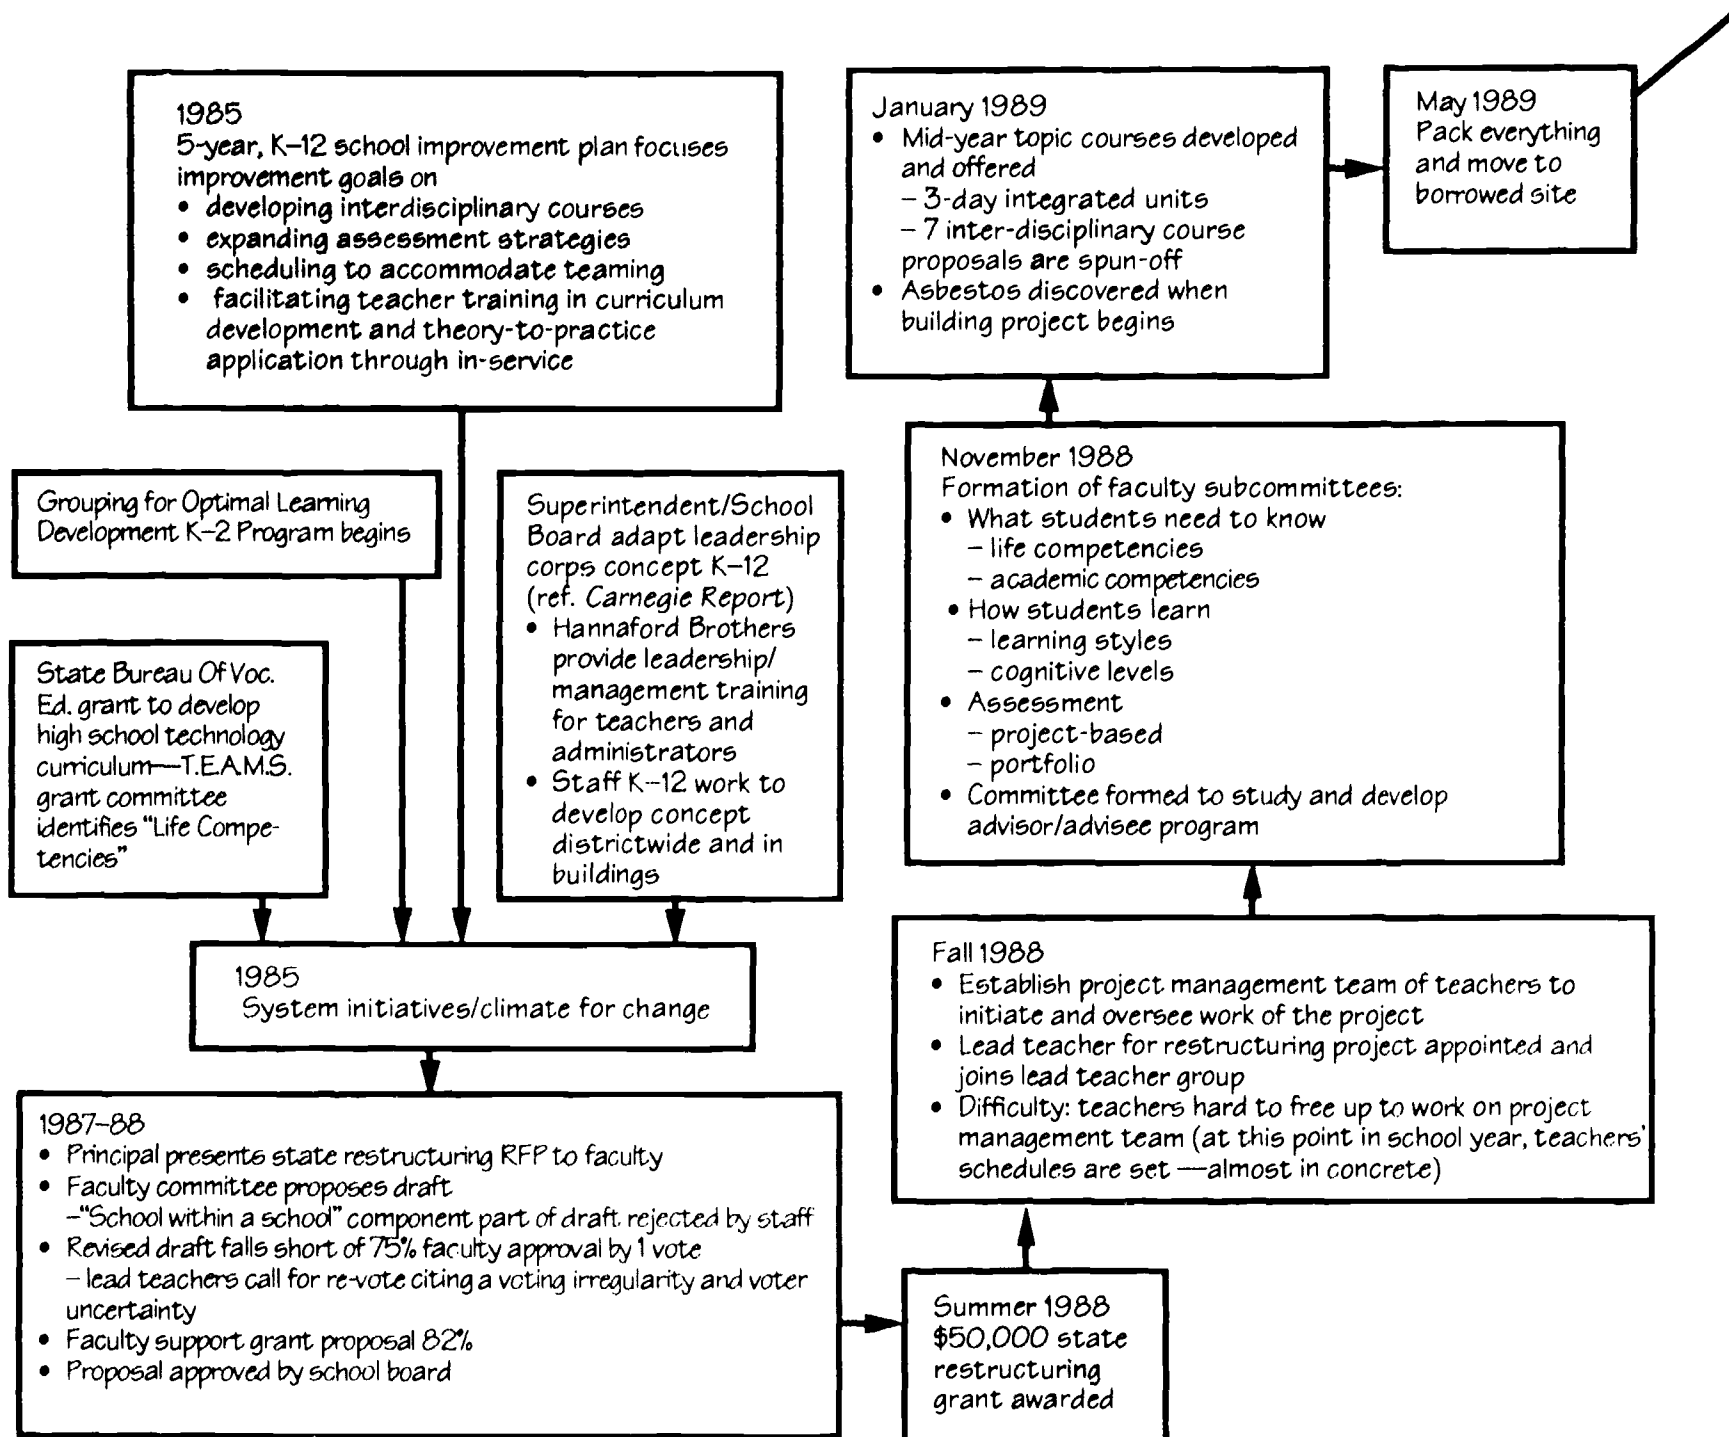 1985
5-year, K–12 school improvement plan focuses
improvement goals on
• developing interdisciplinary courses
• expanding assessment strategies
• scheduling to accommodate teaming
• facilitating teacher training in curriculum
development and theory-to-practice
application through in-service
Grouping for Optimal Learning
Development K–2 Program begins
Superintendent/School
Board adapt leadership
corps concept K–12
(ref. Carnegie Report)
• Hannaford Brothers
provide leadership/
management training
for teachers and
administrators
• Staff K–12 work to
develop concept
districtwide and in
buildings
State Bureau Of Voc.
Ed. grant to develop
high school technology
curriculum—T.E.A.M.S.
grant committee
identifies "Life Compe-
tencies"
1985
System initiatives/climate for change
1987–88
• Principal presents state restructuring RFP to faculty
• Faculty committee proposes draft
–"School within a school" component part of draft rejected by staff
• Revised draft falls short of 75% faculty approval by 1 vote
– lead teachers call for re-vote citing a voting irregularity and voter
uncertainty
• Faculty support grant proposal 82%
• Proposal approved by school board
Summer 1988
$50,000 state
restructuring
grant awarded
Fall 1988
• Establish project management team of teachers to
initiate and oversee work of the project
• Lead teacher for restructuring project appointed and
joins lead teacher group
• Difficulty: teachers hard to free up to work on project
management team (at this point in school year, teachers'
schedules are set —almost in concrete)
November 1988
Formation of faculty subcommittees:
• What students need to know
– life competencies
– academic competencies
• How students learn
– learning styles
– cognitive levels
• Assessment
– project-based
– portfolio
• Committee formed to study and develop
advisor/advisee program
January 1989
• Mid-year topic courses developed
and offered
– 3-day integrated units
– 7 inter-disciplinary course
proposals are spun-off
• Asbestos discovered when
building project begins
May 1989
Pack everything
and move to
borrowed site